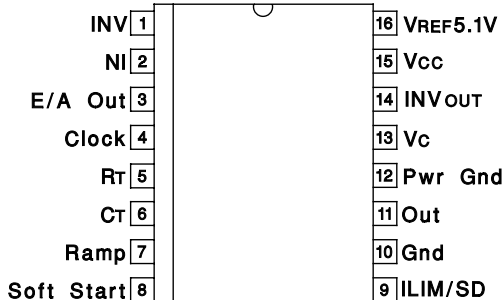 INV 1
16 VREF5.1V
NI 2
15 VCC
E/A Out 3
14 INVOUT
Clock 4
13 VC
RT 5
12 Pwr Gnd
CT 6
11 Out
Ramp 7
10 Gnd
Soft Start 8
9 ILIM/SD